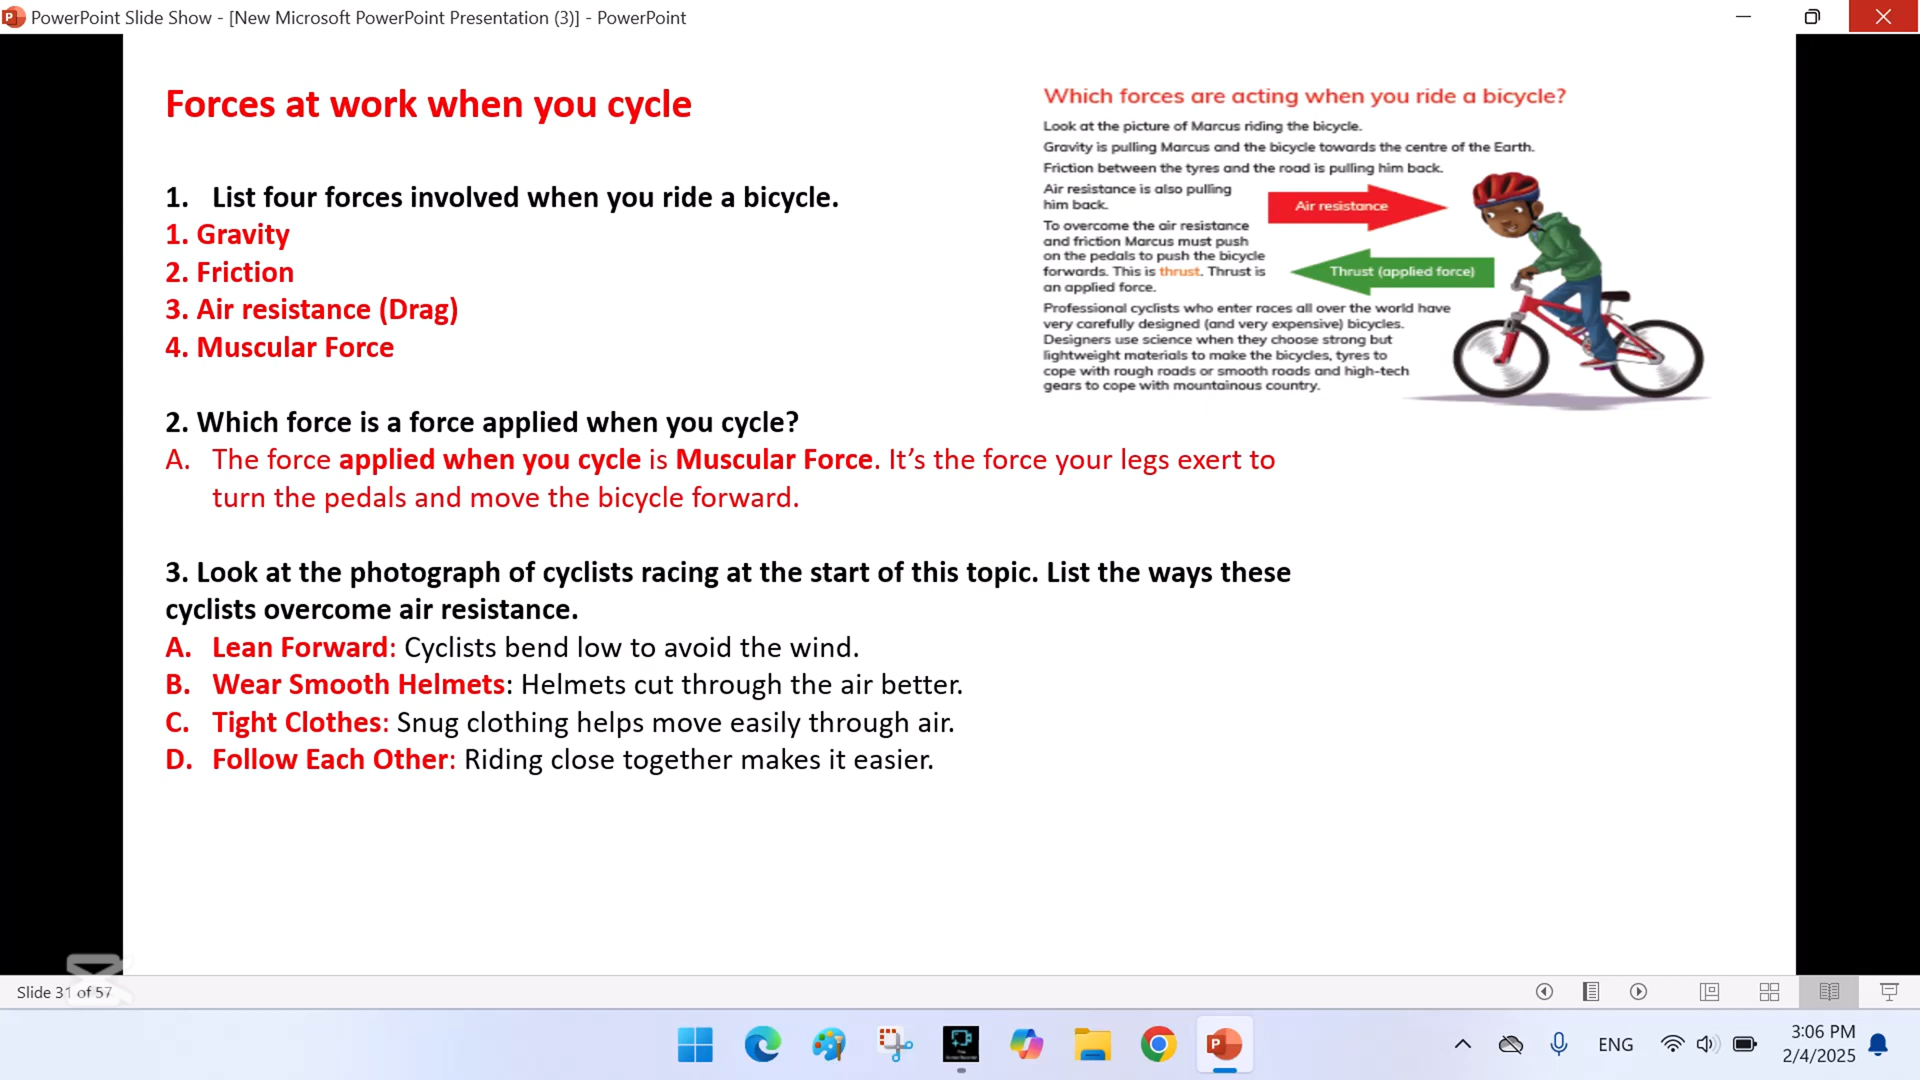 PowerPoint Slide Show - [New Microsoft PowerPoint Presentation (3)] - PowerPoint
Forces at work when you cycle
1. List four forces involved when you ride a bicycle.
1. Gravity
2. Friction
3. Air resistance (Drag)
4. Muscular Force
2. Which force is a force applied when you cycle?
A. The force applied when you cycle is Muscular Force. It’s the force your legs exert to
turn the pedals and move the bicycle forward.
3. Look at the photograph of cyclists racing at the start of this topic. List the ways these
cyclists overcome air resistance.
A. Lean Forward: Cyclists bend low to avoid the wind.
B. Wear Smooth Helmets: Helmets cut through the air better.
C. Tight Clothes: Snug clothing helps move easily through air.
D. Follow Each Other: Riding close together makes it easier.
Which forces are acting when you ride a bicycle?
Look at the picture of Marcus riding the bicycle.
Gravity is pulling Marcus and the bicycle towards the centre of the Earth.
Friction between the tyres and the road is pulling him back.
Air resistance is also pulling
him back.
To overcome the air resistance
and friction Marcus must push
on the pedals to push the bicycle
forwards. This is thrust. Thrust is
an applied force.
Professional cyclists who enter races all over the world have
very carefully designed (and very expensive) bicycles.
Designers use science when they choose strong but
lightweight materials to make the bicycles, tyres to
cope with rough roads or smooth roads and high-tech
gears to cope with mountainous country.
Air resistance
Thrust (applied force)
Slide 31 of 57
ENG
3:06 PM
2/4/2025